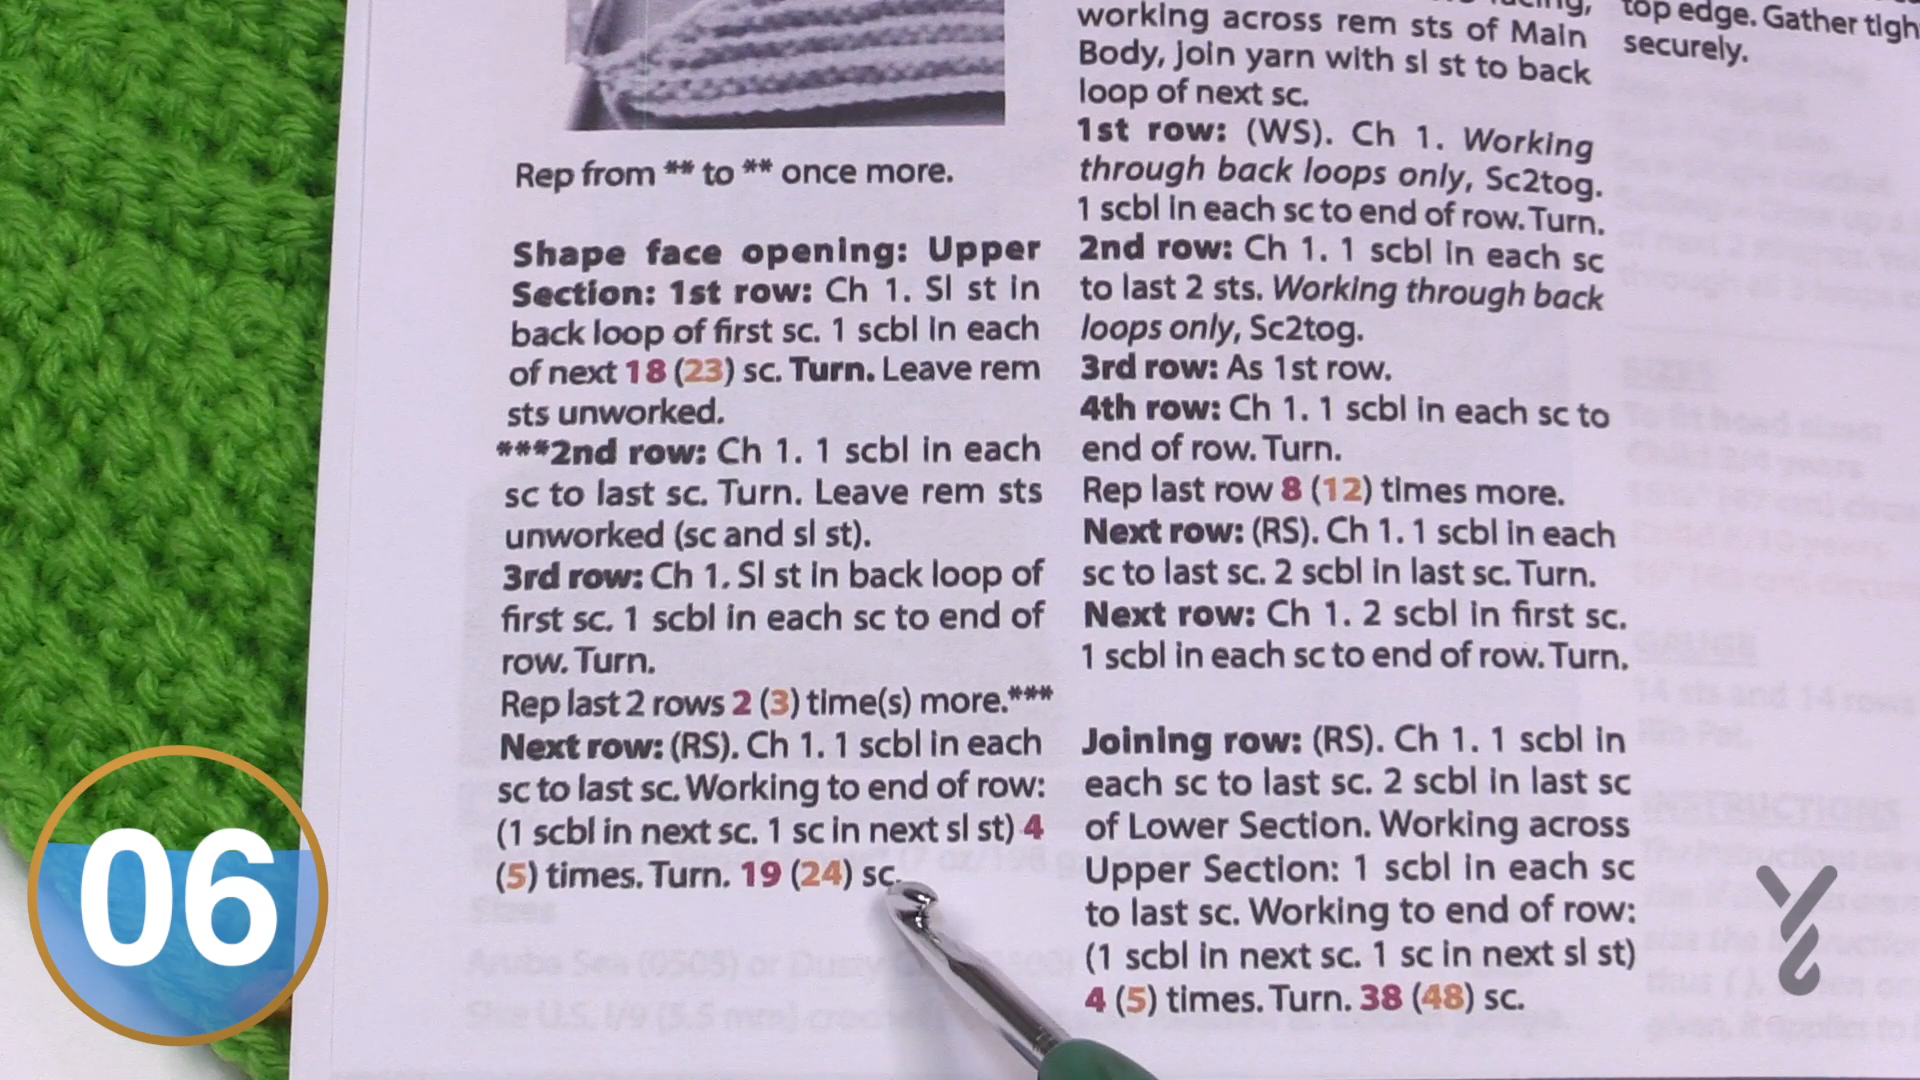 Rep from ** to ** once more.
Shape face opening: Upper
Section: 1st row: Ch 1. Sl st in
back loop of first sc. 1 scbl in each
of next 18 (23) sc. Turn. Leave rem
sts unworked.
***2nd row: Ch 1. 1 scbl in each
sc to last sc. Turn. Leave rem sts
unworked (sc and sl st).
3rd row: Ch 1. Sl st in back loop of
first sc. 1 scbl in each sc to end of
row. Turn.
Rep last 2 rows 2 (3) time(s) more.***
Next row: (RS). Ch 1. 1 scbl in each
sc to last sc. Working to end of row:
(1 scbl in next sc. 1 sc in next sl st) 4
(5) times. Turn. 19 (24) sc.
working across rem sts of Main
Body, join yarn with sl st to back
loop of next sc.
1st row: (WS). Ch 1. Working
through back loops only, Sc2tog.
1 scbl in each sc to end of row. Turn.
2nd row: Ch 1. 1 scbl in each sc
to last 2 sts. Working through back
loops only, Sc2tog.
3rd row: As 1st row.
4th row: Ch 1. 1 scbl in each sc to
end of row. Turn.
Rep last row 8 (12) times more.
Next row: (RS). Ch 1. 1 scbl in each
sc to last sc. 2 scbl in last sc. Turn.
Next row: Ch 1. 2 scbl in first sc.
1 scbl in each sc to end of row. Turn.
Joining row: (RS). Ch 1. 1 scbl in
each sc to last sc. 2 scbl in last sc
of Lower Section. Working across
Upper Section: 1 scbl in each sc
to last sc. Working to end of row:
(1 scbl in next sc. 1 sc in next sl st)
4 (5) times. Turn. 38 (48) sc.
top edge. Gather tigh
securely.
SIZES
GAUGE
14 sts and 14 rows
INSTRUCTIONS
06